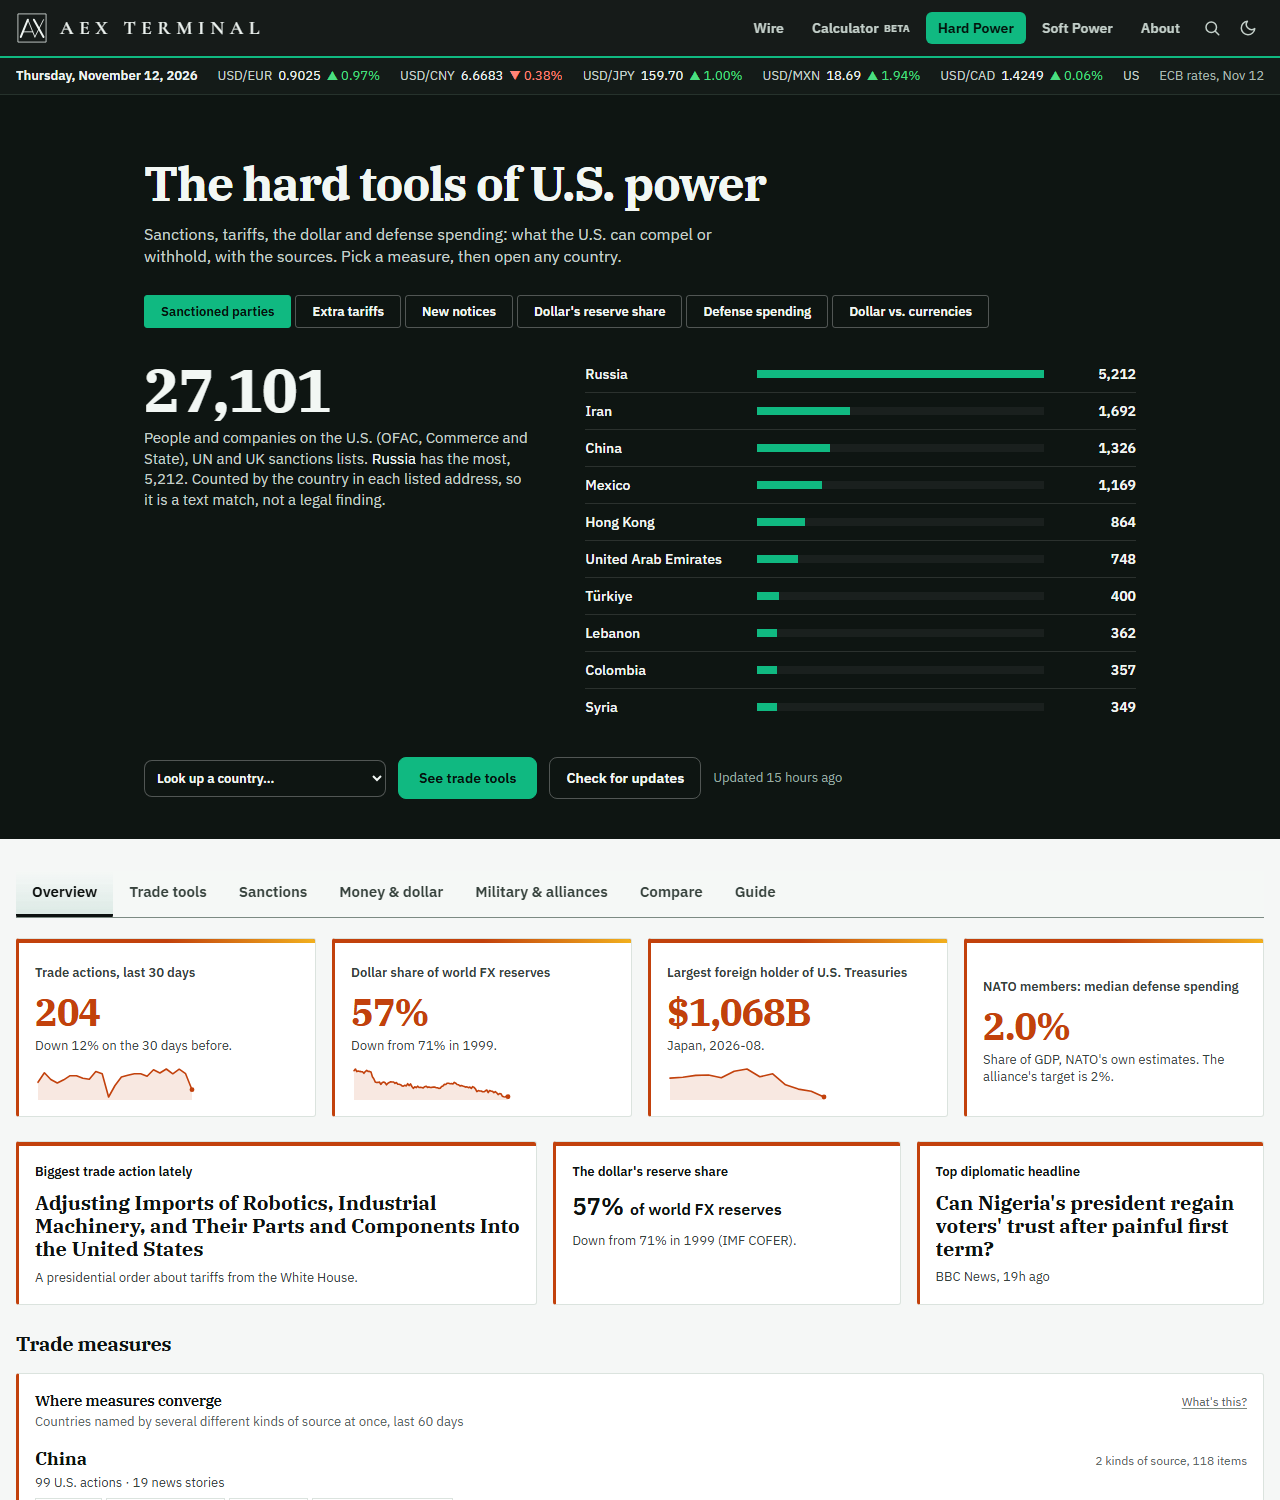 AEX TERMINAL
Wire
Calculator BETA
Hard Power
Soft Power
About
Thursday, November 12, 2026 USD/EUR 0.9025 ▲ 0.97% USD/CNY 6.6683 ▼ 0.38% USD/JPY 159.70 ▲ 1.00% USD/MXN 18.69 ▲ 1.94% USD/CAD 1.4249 ▲ 0.06% US ECB rates, Nov 12
The hard tools of U.S. power
Sanctions, tariffs, the dollar and defense spending: what the U.S. can compel or
withhold, with the sources. Pick a measure, then open any country.
Sanctioned parties
Extra tariffs
New notices
Dollar's reserve share
Defense spending
Dollar vs. currencies
27,101
People and companies on the U.S. (OFAC, Commerce and
State), UN and UK sanctions lists. Russia has the most,
5,212. Counted by the country in each listed address, so
it is a text match, not a legal finding.
Russia 5,212
Iran 1,692
China 1,326
Mexico 1,169
Hong Kong 864
United Arab Emirates 748
Türkiye 400
Lebanon 362
Colombia 357
Syria 349
Look up a country...
See trade tools
Check for updates
Updated 15 hours ago
Overview
Trade tools
Sanctions
Money & dollar
Military & alliances
Compare
Guide
Trade actions, last 30 days
204
Down 12% on the 30 days before.
Dollar share of world FX reserves
57%
Down from 71% in 1999.
Largest foreign holder of U.S. Treasuries
$1,068B
Japan, 2026-08.
NATO members: median defense spending
2.0%
Share of GDP, NATO's own estimates. The
alliance's target is 2%.
Biggest trade action lately
Adjusting Imports of Robotics, Industrial
Machinery, and Their Parts and Components Into
the United States
A presidential order about tariffs from the White House.
The dollar's reserve share
57% of world FX reserves
Down from 71% in 1999 (IMF COFER).
Top diplomatic headline
Can Nigeria's president regain
voters' trust after painful first
term?
BBC News, 19h ago
Trade measures
Where measures converge
What's this?
Countries named by several different kinds of source at once, last 60 days
China
2 kinds of source, 118 items
99 U.S. actions · 19 news stories